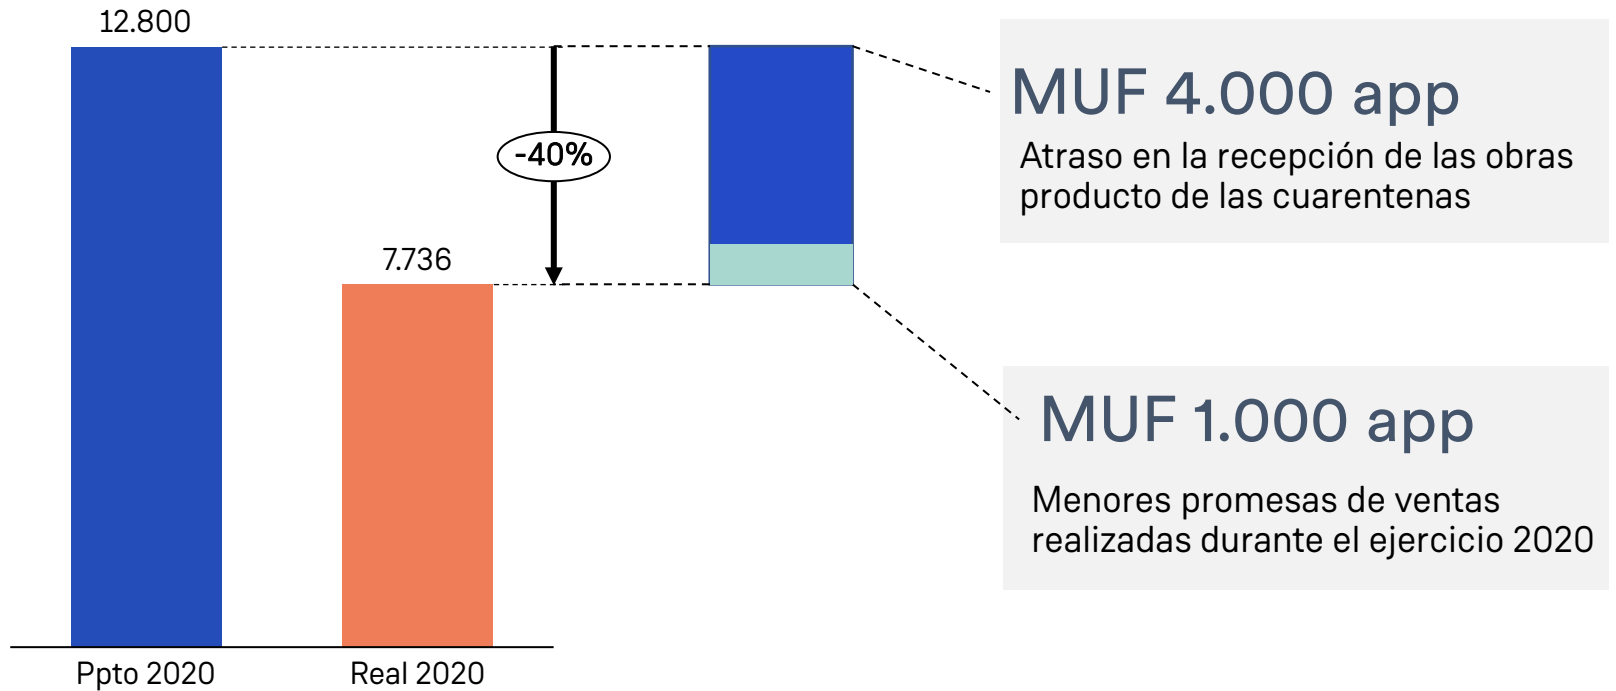 12.800
-40%
7.736
Ppto 2020
Real 2020
MUF 4.000 app
Atraso en la recepción de las obras
producto de las cuarentenas
MUF 1.000 app
Menores promesas de ventas
realizadas durante el ejercicio 2020